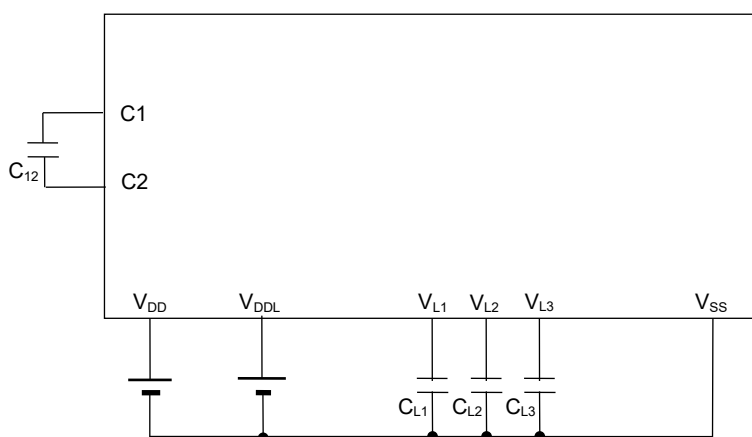 C1
C12
C2
VDD VDDL VL1 VL2 VL3 VSS
CL1 CL2 CL3